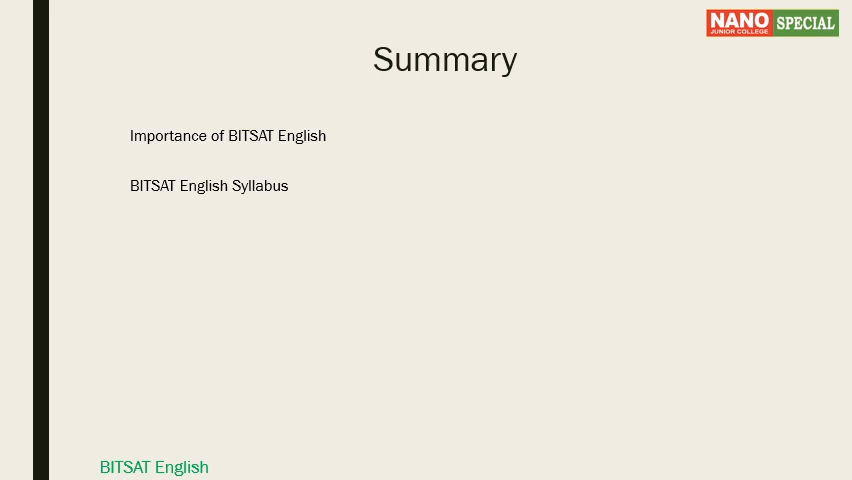 NANO SPECIAL
JUNIOR COLLEGE
Summary
Importance of BITSAT English
BITSAT English Syllabus
BITSAT English